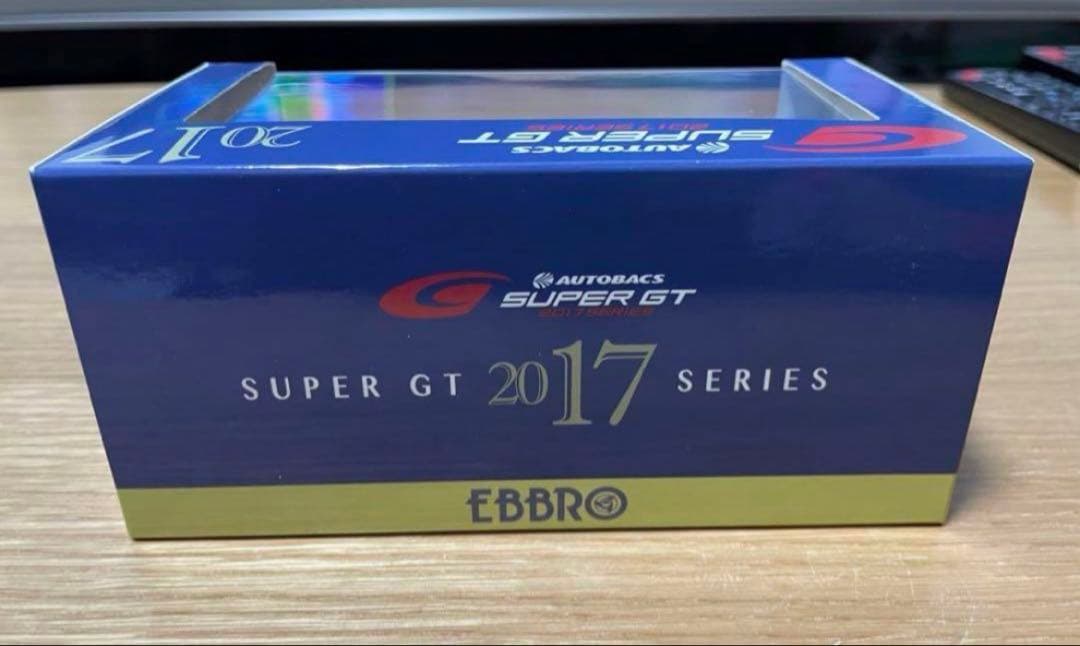 2017
AUTOBACS
SUPER GT
2017 SERIES
AUTOBACS
SUPER GT
2017 SERIES
SUPER GT 2017 SERIES
EBBRO